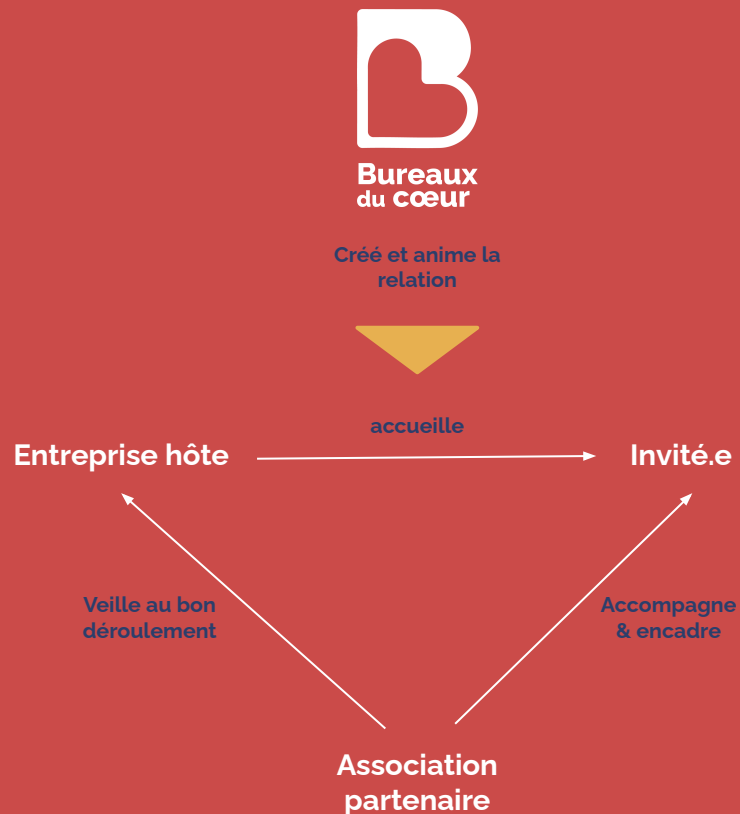 Bureaux
du cœur
Créé et anime la
relation
accueille
Entreprise hôte
Invité.e
Veille au bon
déroulement
Accompagne
& encadre
Association
partenaire